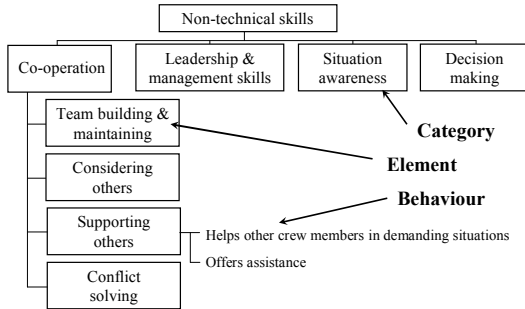 Non-technical skills
Co-operation
Leadership &
management skills
Situation
awareness
Decision
making
Team building &
maintaining
Category
Element
Considering
others
Behaviour
Supporting
others
Helps other crew members in demanding situations
Offers assistance
Conflict
solving